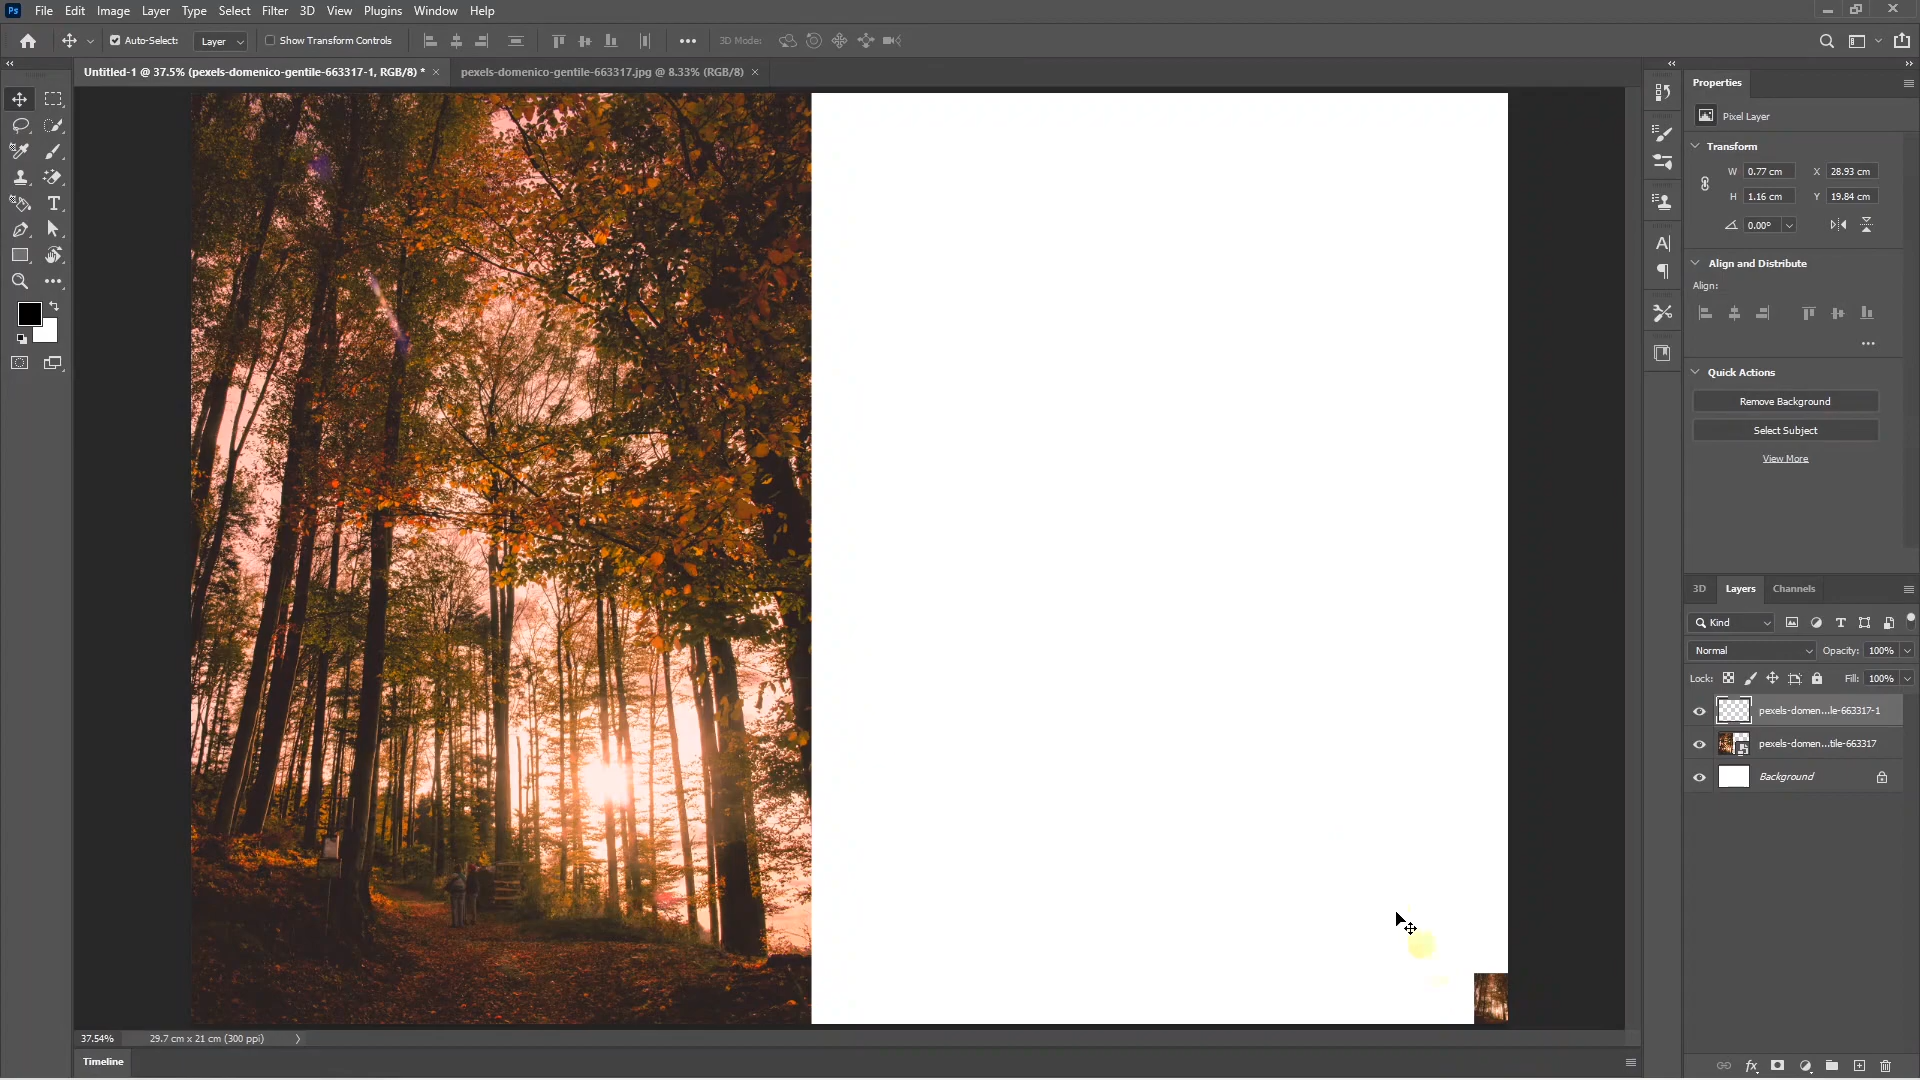 Ps File Edit Image Layer Type Select Filter 3D View Plugins Window Help
Auto-Select: Layer Show Transform Controls 3D Mode:
Untitled-1 @ 37.5% (pexels-domenico-gentile-663317-1, RGB/8) * × pexels-domenico-gentile-663317.jpg @ 8.33% (RGB/8) ×
Properties
Pixel Layer
Transform
W 0.77 cm X 28.93 cm
H 1.16 cm Y 19.84 cm
0.00°
Align and Distribute
Align:
Quick Actions
Remove Background
Select Subject
View More
3D Layers Channels
Kind
Normal Opacity: 100%
Lock: Fill: 100%
pexels-domen...le-663317-1
pexels-domen...tile-663317
Background
37.54% 29.7 cm x 21 cm (300 ppi)
Timeline